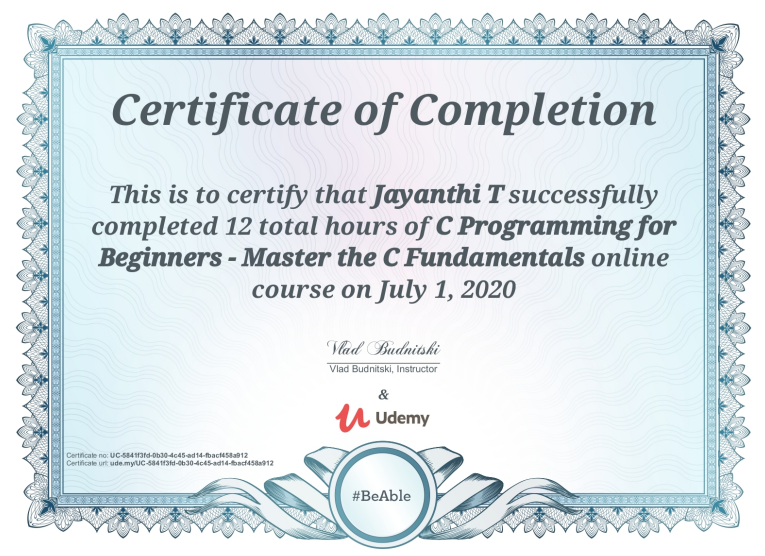 Certificate of Completion
This is to certify that Jayanthi T successfully
completed 12 total hours of C Programming for
Beginners - Master the C Fundamentals online
course on July 1, 2020
Vlad Budnitski
Vlad Budnitski, Instructor
&
Udemy
Certificate no: UC-5841f3fd-0b30-4c45-ad14-fbacf458a912
Certificate url: ude.my/UC-5841f3fd-0b30-4c45-ad14-fbacf458a912
#BeAble